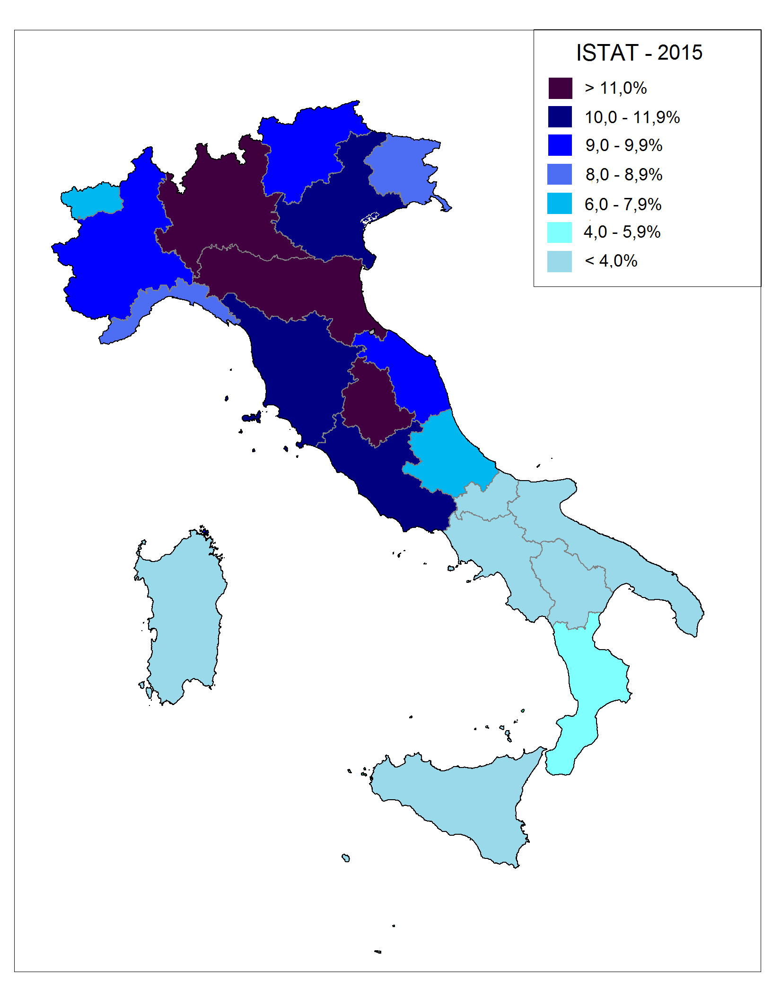 ISTAT - 2015
> 11,0%
10,0 - 11,9%
9,0 - 9,9%
8,0 - 8,9%
6,0 - 7,9%
4,0 - 5,9%
< 4,0%